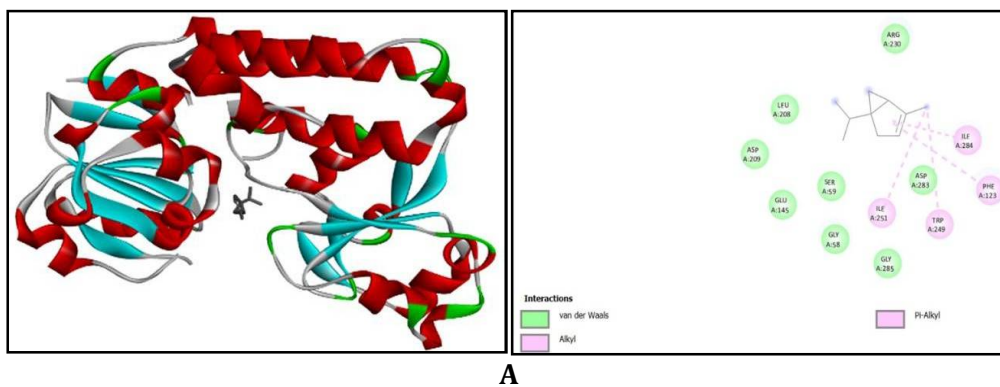 ARG
A:230
LEU
A:208
ILE
A:284
ASP
A:209
SER
A:59
ASP
A:283
PHE
A:123
GLU
A:145
ILE
A:251
TRP
A:249
GLY
A:58
GLY
A:285
Interactions
van der Waals
Pi-Alkyl
Alkyl
A